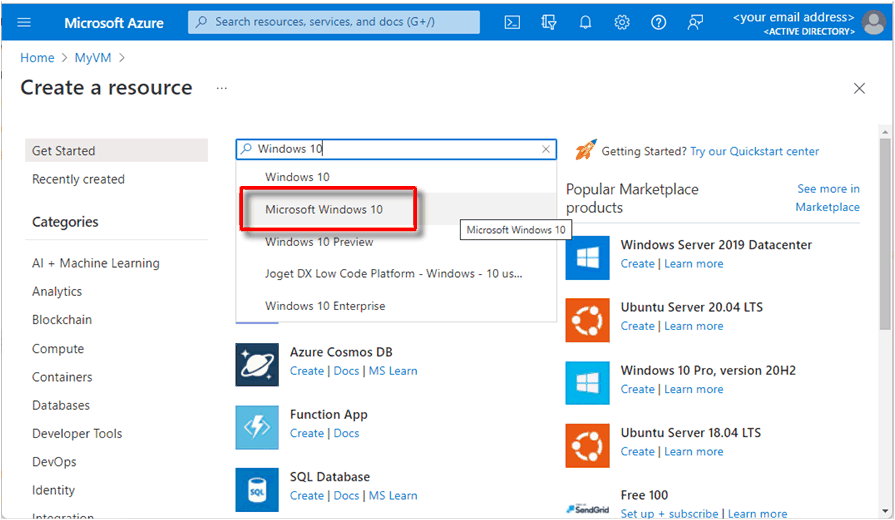 Microsoft Azure
Search resources, services, and docs (G+/)
<your email address>
<ACTIVE DIRECTORY>
Home > MyVM >
Create a resource ...
Get Started
Recently created
Categories
AI + Machine Learning
Analytics
Blockchain
Compute
Containers
Databases
Developer Tools
DevOps
Identity
Integration
Windows 10
Windows 10
Microsoft Windows 10
Microsoft Windows 10
Windows 10 Preview
Joget DX Low Code Platform - Windows - 10 us...
Windows 10 Enterprise
Azure Cosmos DB
Create | Docs | MS Learn
Function App
Create | Docs
SQL
SQL Database
Create | Docs | MS Learn
Getting Started? Try our Quickstart center
Popular Marketplace
products
See more in
Marketplace
Windows Server 2019 Datacenter
Create | Learn more
Ubuntu Server 20.04 LTS
Create | Learn more
Windows 10 Pro, version 20H2
Create | Learn more
Ubuntu Server 18.04 LTS
Create | Learn more
SendGrid
Free 100
Set up + subscribe | Learn more